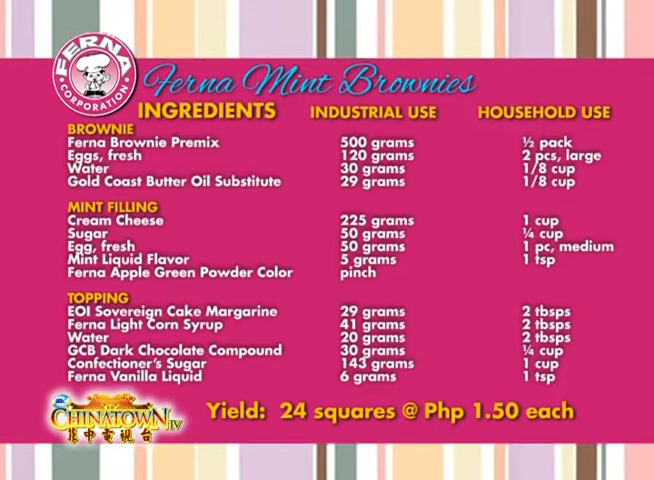 FERNA
CORPORATION
Ferna Mint Brownies
INGREDIENTS INDUSTRIAL USE HOUSEHOLD USE
BROWNIE
Ferna Brownie Premix 500 grams ½ pack
Eggs, fresh 120 grams 2 pcs, large
Water 30 grams 1/8 cup
Gold Coast Butter Oil Substitute 29 grams 1/8 cup
MINT FILLING
Cream Cheese 225 grams 1 cup
Sugar 50 grams ¼ cup
Egg, fresh 50 grams 1 pc, medium
Mint Liquid Flavor 5 grams 1 tsp
Ferna Apple Green Powder Color pinch
TOPPING
EOI Sovereign Cake Margarine 29 grams 2 tbsps
Ferna Light Corn Syrup 41 grams 2 tbsps
Water 20 grams 2 tbsps
GCB Dark Chocolate Compound 30 grams ¼ cup
Confectioner's Sugar 143 grams 1 cup
Ferna Vanilla Liquid 6 grams 1 tsp
CHINATOWN TV
菲中電視台
Yield: 24 squares @ Php 1.50 each